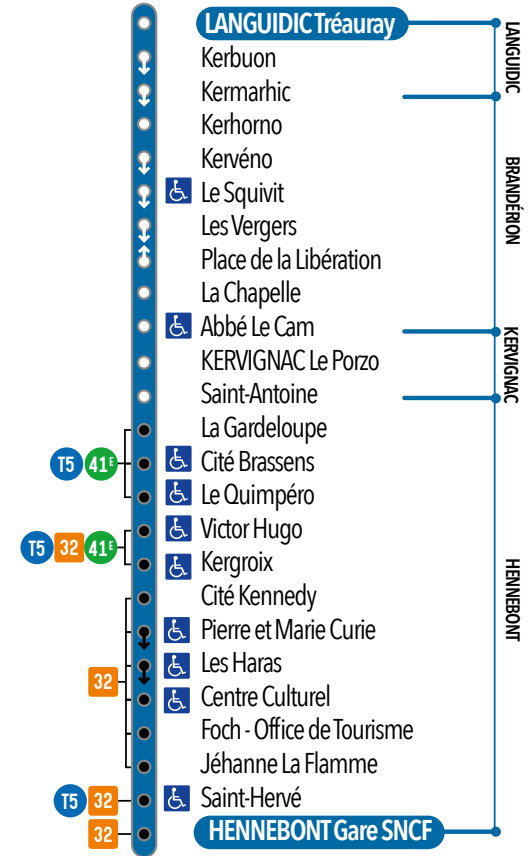 LANGUIDIC Tréauray
Kerbuon
Kermarhic
Kerhorno
Kervéno
Le Squivit
Les Vergers
Place de la Libération
La Chapelle
Abbé Le Cam
KERVIGNAC Le Porzo
Saint-Antoine
La Gardeloupe
T5 41E Cité Brassens
Le Quimpéro
Victor Hugo
T5 32 41E
Kergroix
Cité Kennedy
Pierre et Marie Curie
Les Haras
32
Centre Culturel
Foch - Office de Tourisme
Jéhanne La Flamme
T5 32 Saint-Hervé
32 HENNEBONT Gare SNCF
LANGUIDIC
BRANDÉRION
KERVIGNAC
HENNEBONT